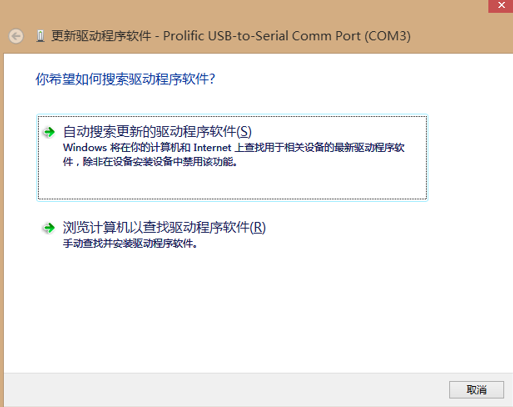 更新驱动程序软件 - Prolific USB-to-Serial Comm Port (COM3)
你希望如何搜索驱动程序软件?
自动搜索更新的驱动程序软件(S)
Windows 将在你的计算机和 Internet 上查找用于相关设备的最新驱动程序软
件，除非在设备安装设备中禁用该功能。
浏览计算机以查找驱动程序软件(R)
手动查找并安装驱动程序软件。
取消